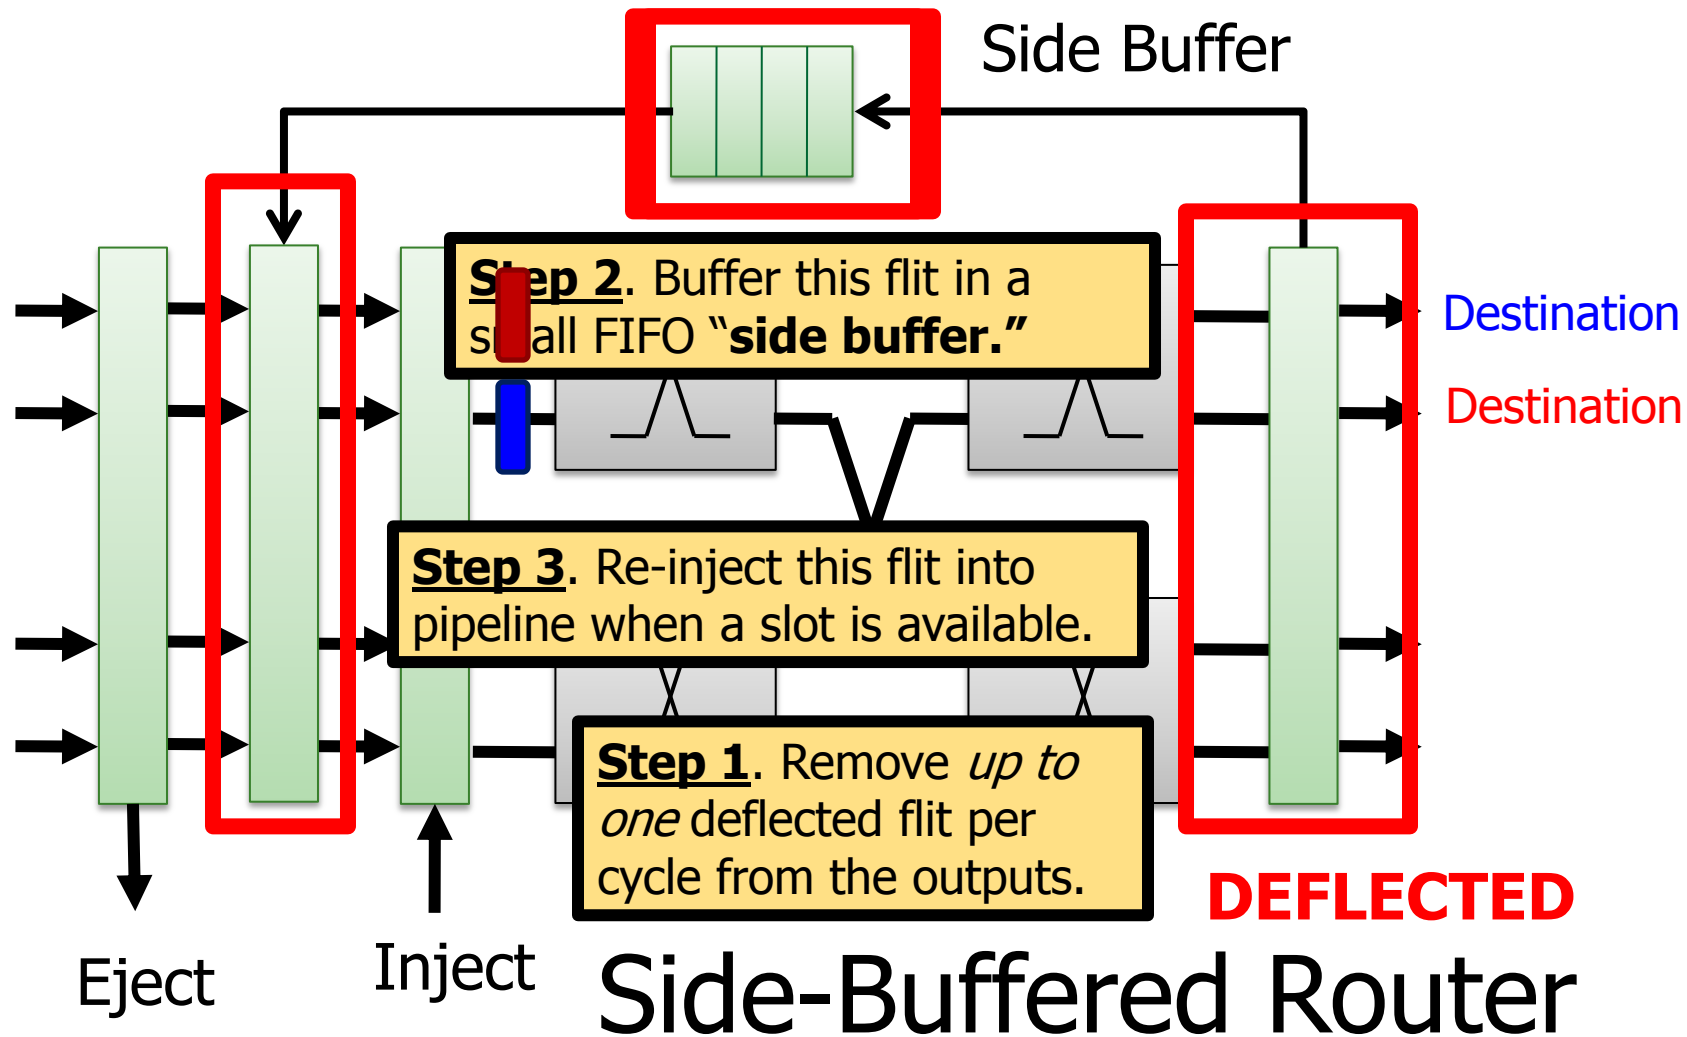 Side Buffer
Step 2. Buffer this flit in a
small FIFO “side buffer.”
Destination
Destination
Step 3. Re-inject this flit into
pipeline when a slot is available.
Step 1. Remove up to
one deflected flit per
cycle from the outputs.
DEFLECTED
Eject
Inject
Side-Buffered Router